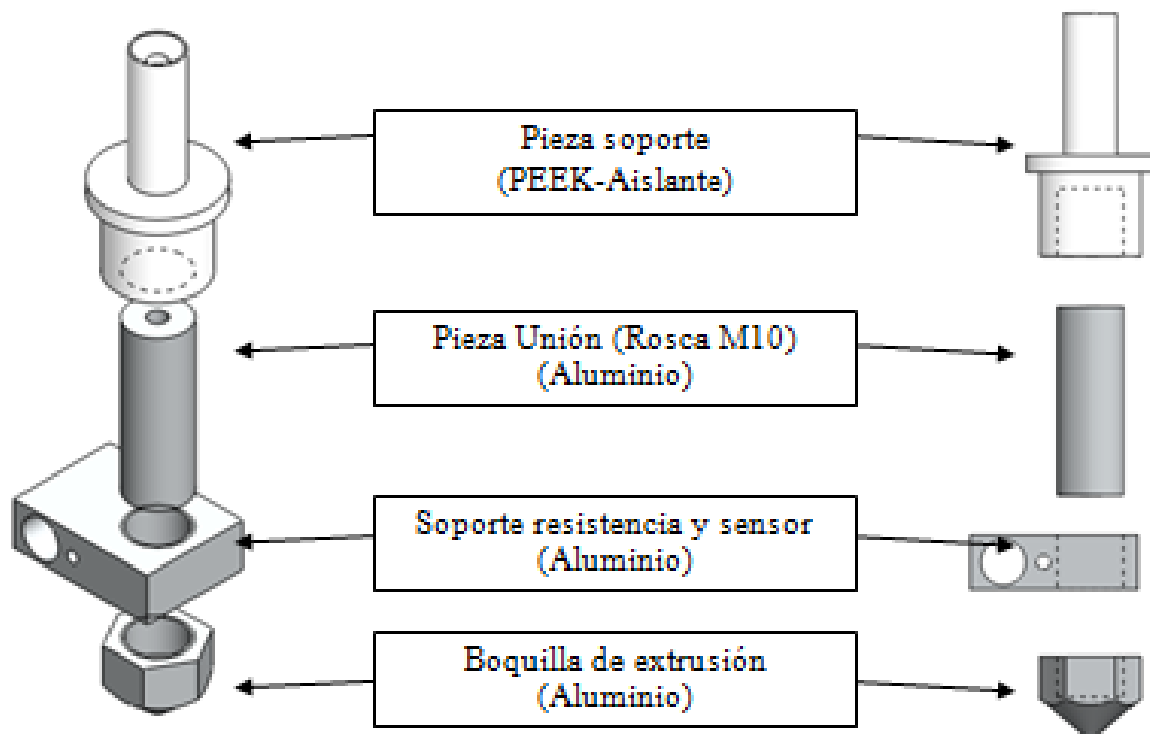 Pieza soporte
(PEEK-Aislante)
Pieza Unión (Rosca M10)
(Aluminio)
Soporte resistencia y sensor
(Aluminio)
Boquilla de extrusión
(Aluminio)